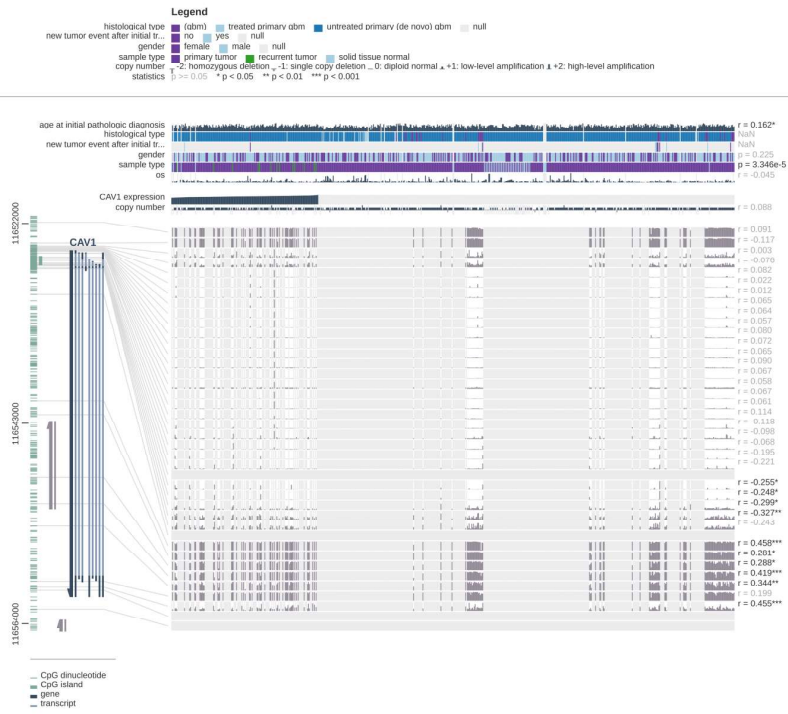 Legend
histological type (gbm) treated primary gbm untreated primary (de novo) gbm null
new tumor event after initial tr... no yes null
gender female male null
sample type primary tumor recurrent tumor solid tissue normal
copy number -2: homozygous deletion -1: single copy deletion 0: diploid normal +1: low-level amplification +2: high-level amplification
statistics p >= 0.05 * p < 0.05 ** p < 0.01 *** p < 0.001
age at initial pathologic diagnosis r = 0.162*
histological type NaN
new tumor event after initial tr... NaN
gender p = 0.225
sample type p = 3.346e-5
os r = -0.045
CAV1 expression
copy number r = 0.088
116522000
CAV1
116543000
r = 0.091
r = -0.117
r = 0.003
r = -0.070
r = 0.082
r = 0.022
r = 0.012
r = 0.065
r = 0.064
r = 0.057
r = 0.080
r = 0.072
r = 0.065
r = 0.090
r = 0.067
r = 0.058
r = 0.067
r = 0.061
r = 0.114
r = -0.098
r = -0.068
r = -0.195
r = -0.221
r = -0.255*
r = -0.248*
r = -0.299*
r = -0.327**
r = -0.243
r = 0.458***
r = 0.201*
r = 0.288*
r = 0.419***
r = 0.344**
r = 0.199
r = 0.455***
CpG dinucleotide
CpG island
gene
transcript